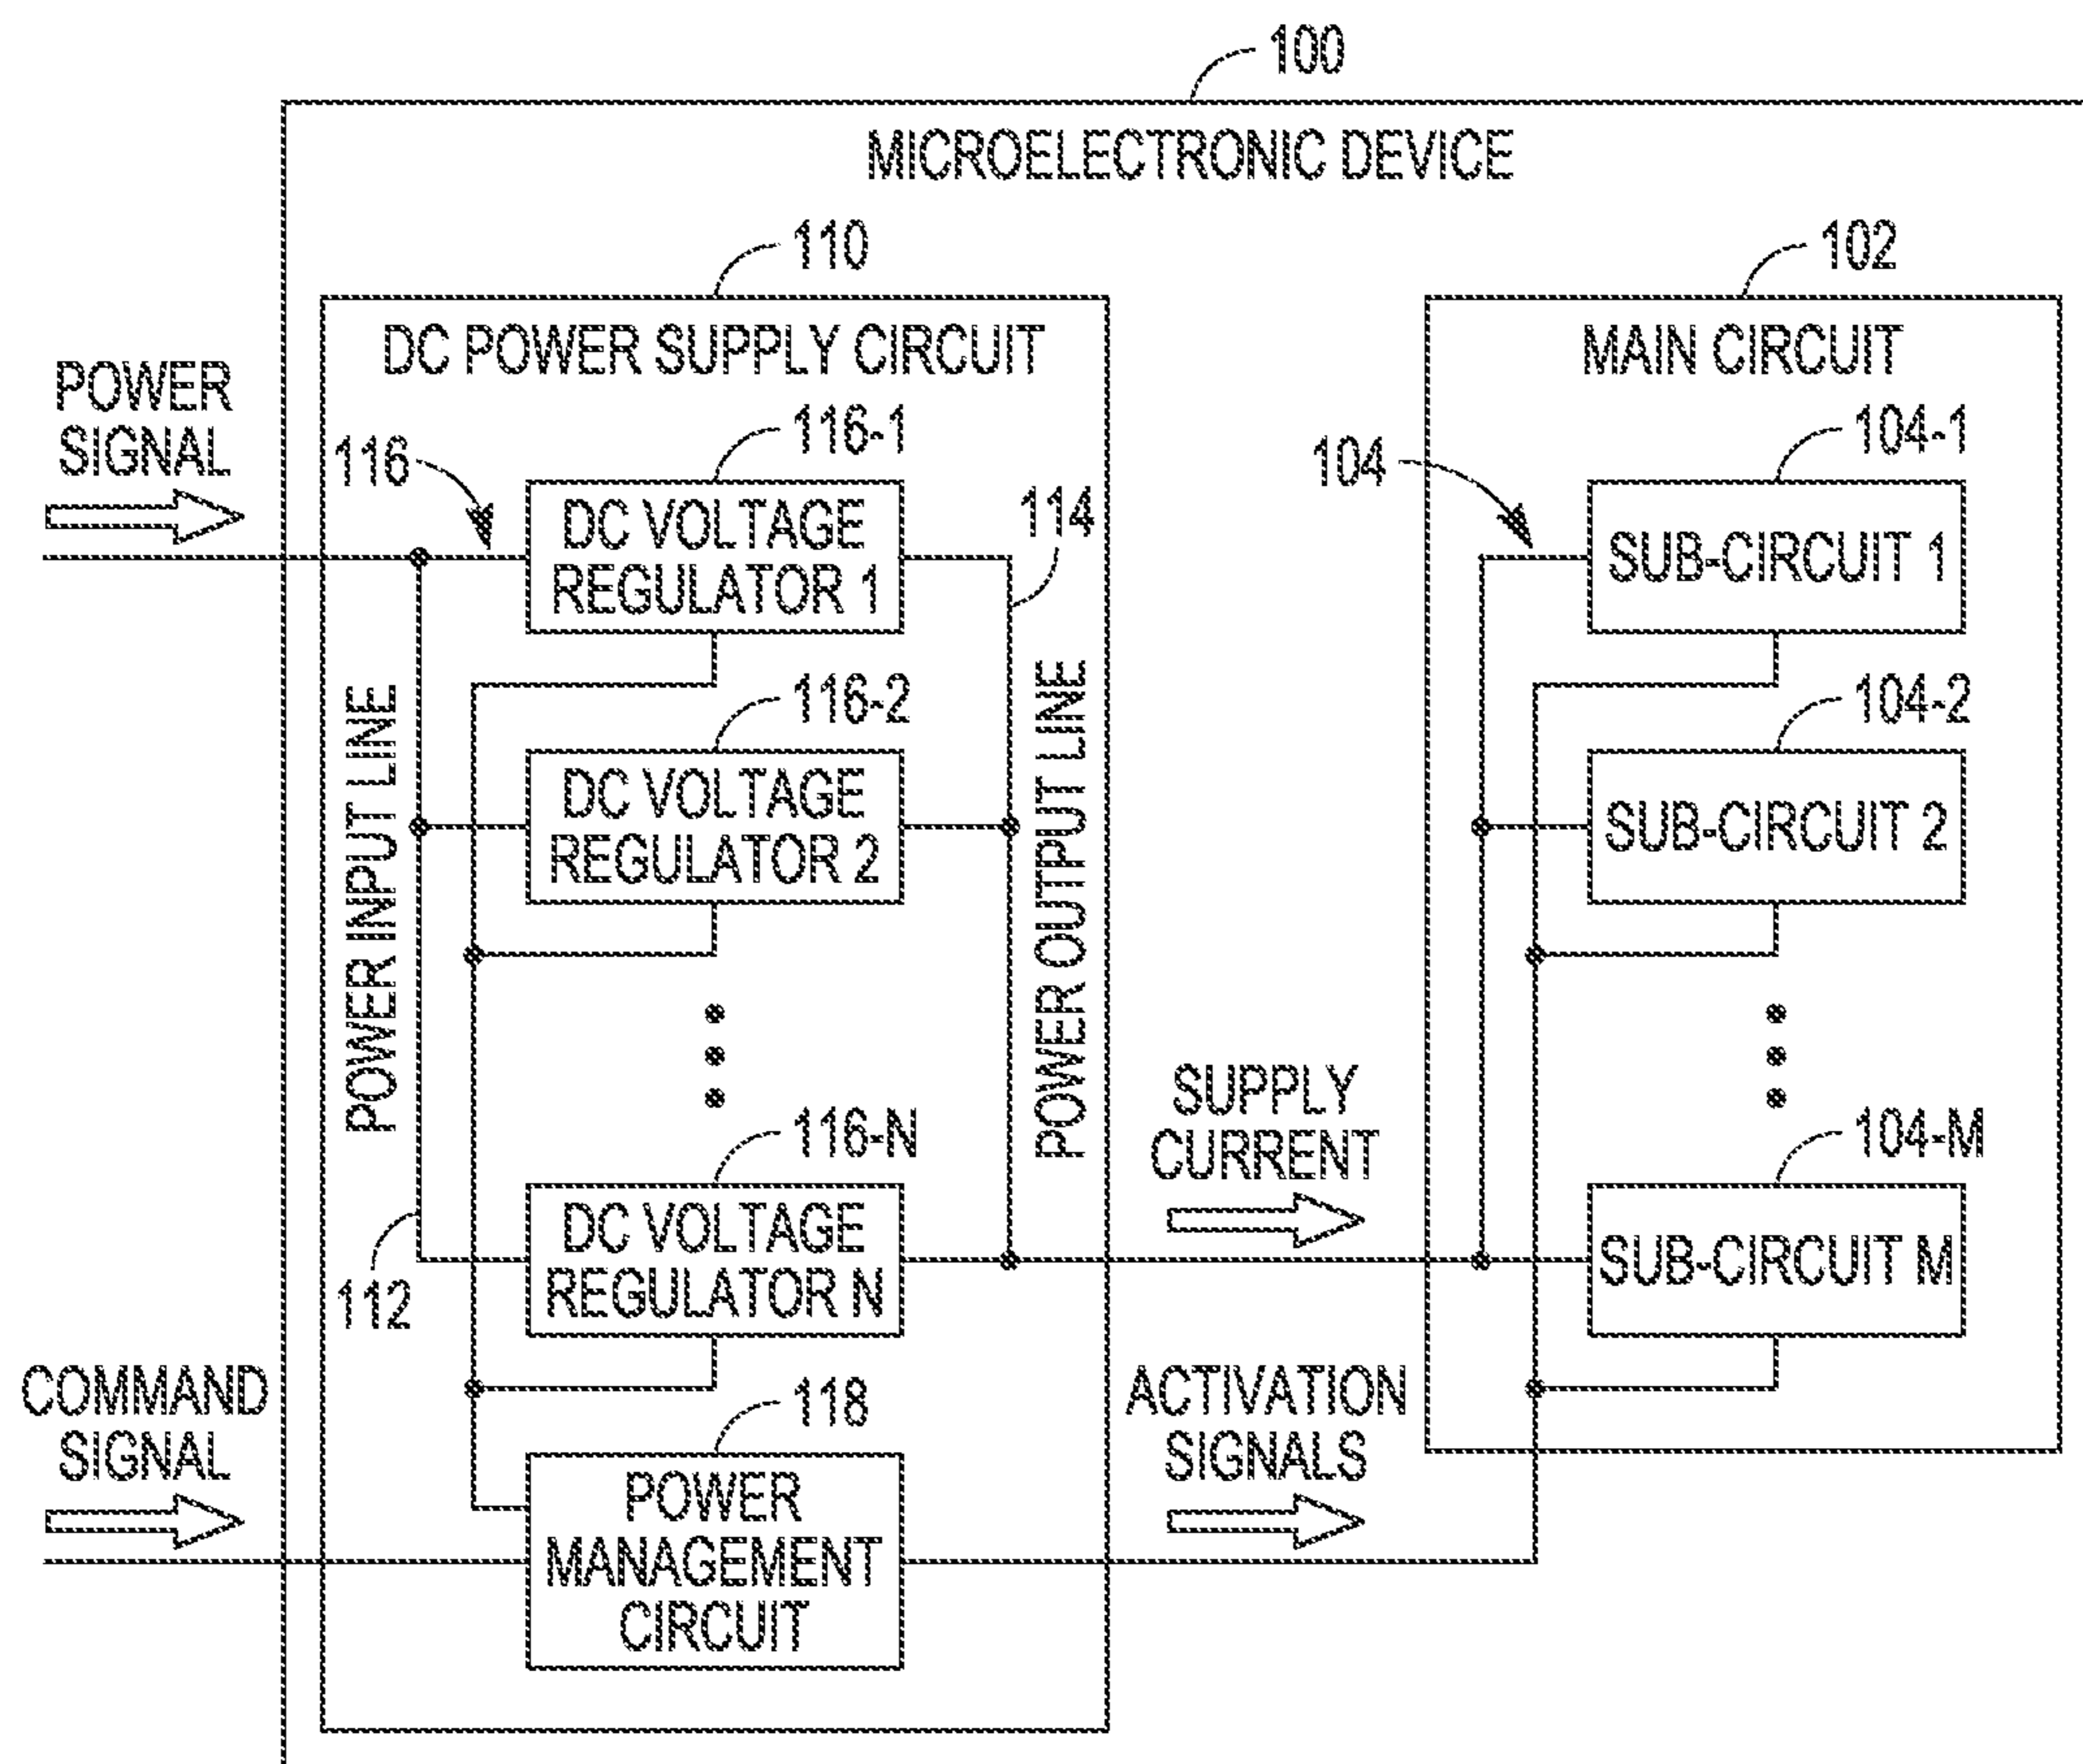 100
MICROELECTRONIC DEVICE
110
102
DC POWER SUPPLY CIRCUIT
MAIN CIRCUIT
POWER
SIGNAL
116
116-1
DC VOLTAGE
REGULATOR 1
114
104
104-1
SUB-CIRCUIT 1
POWER INPUT LINE
116-2
DC VOLTAGE
REGULATOR 2
POWER OUTPUT LINE
104-2
SUB-CIRCUIT 2
112
116-N
DC VOLTAGE
REGULATOR N
SUPPLY
CURRENT
104-M
SUB-CIRCUIT M
COMMAND
SIGNAL
118
POWER
MANAGEMENT
CIRCUIT
ACTIVATION
SIGNALS